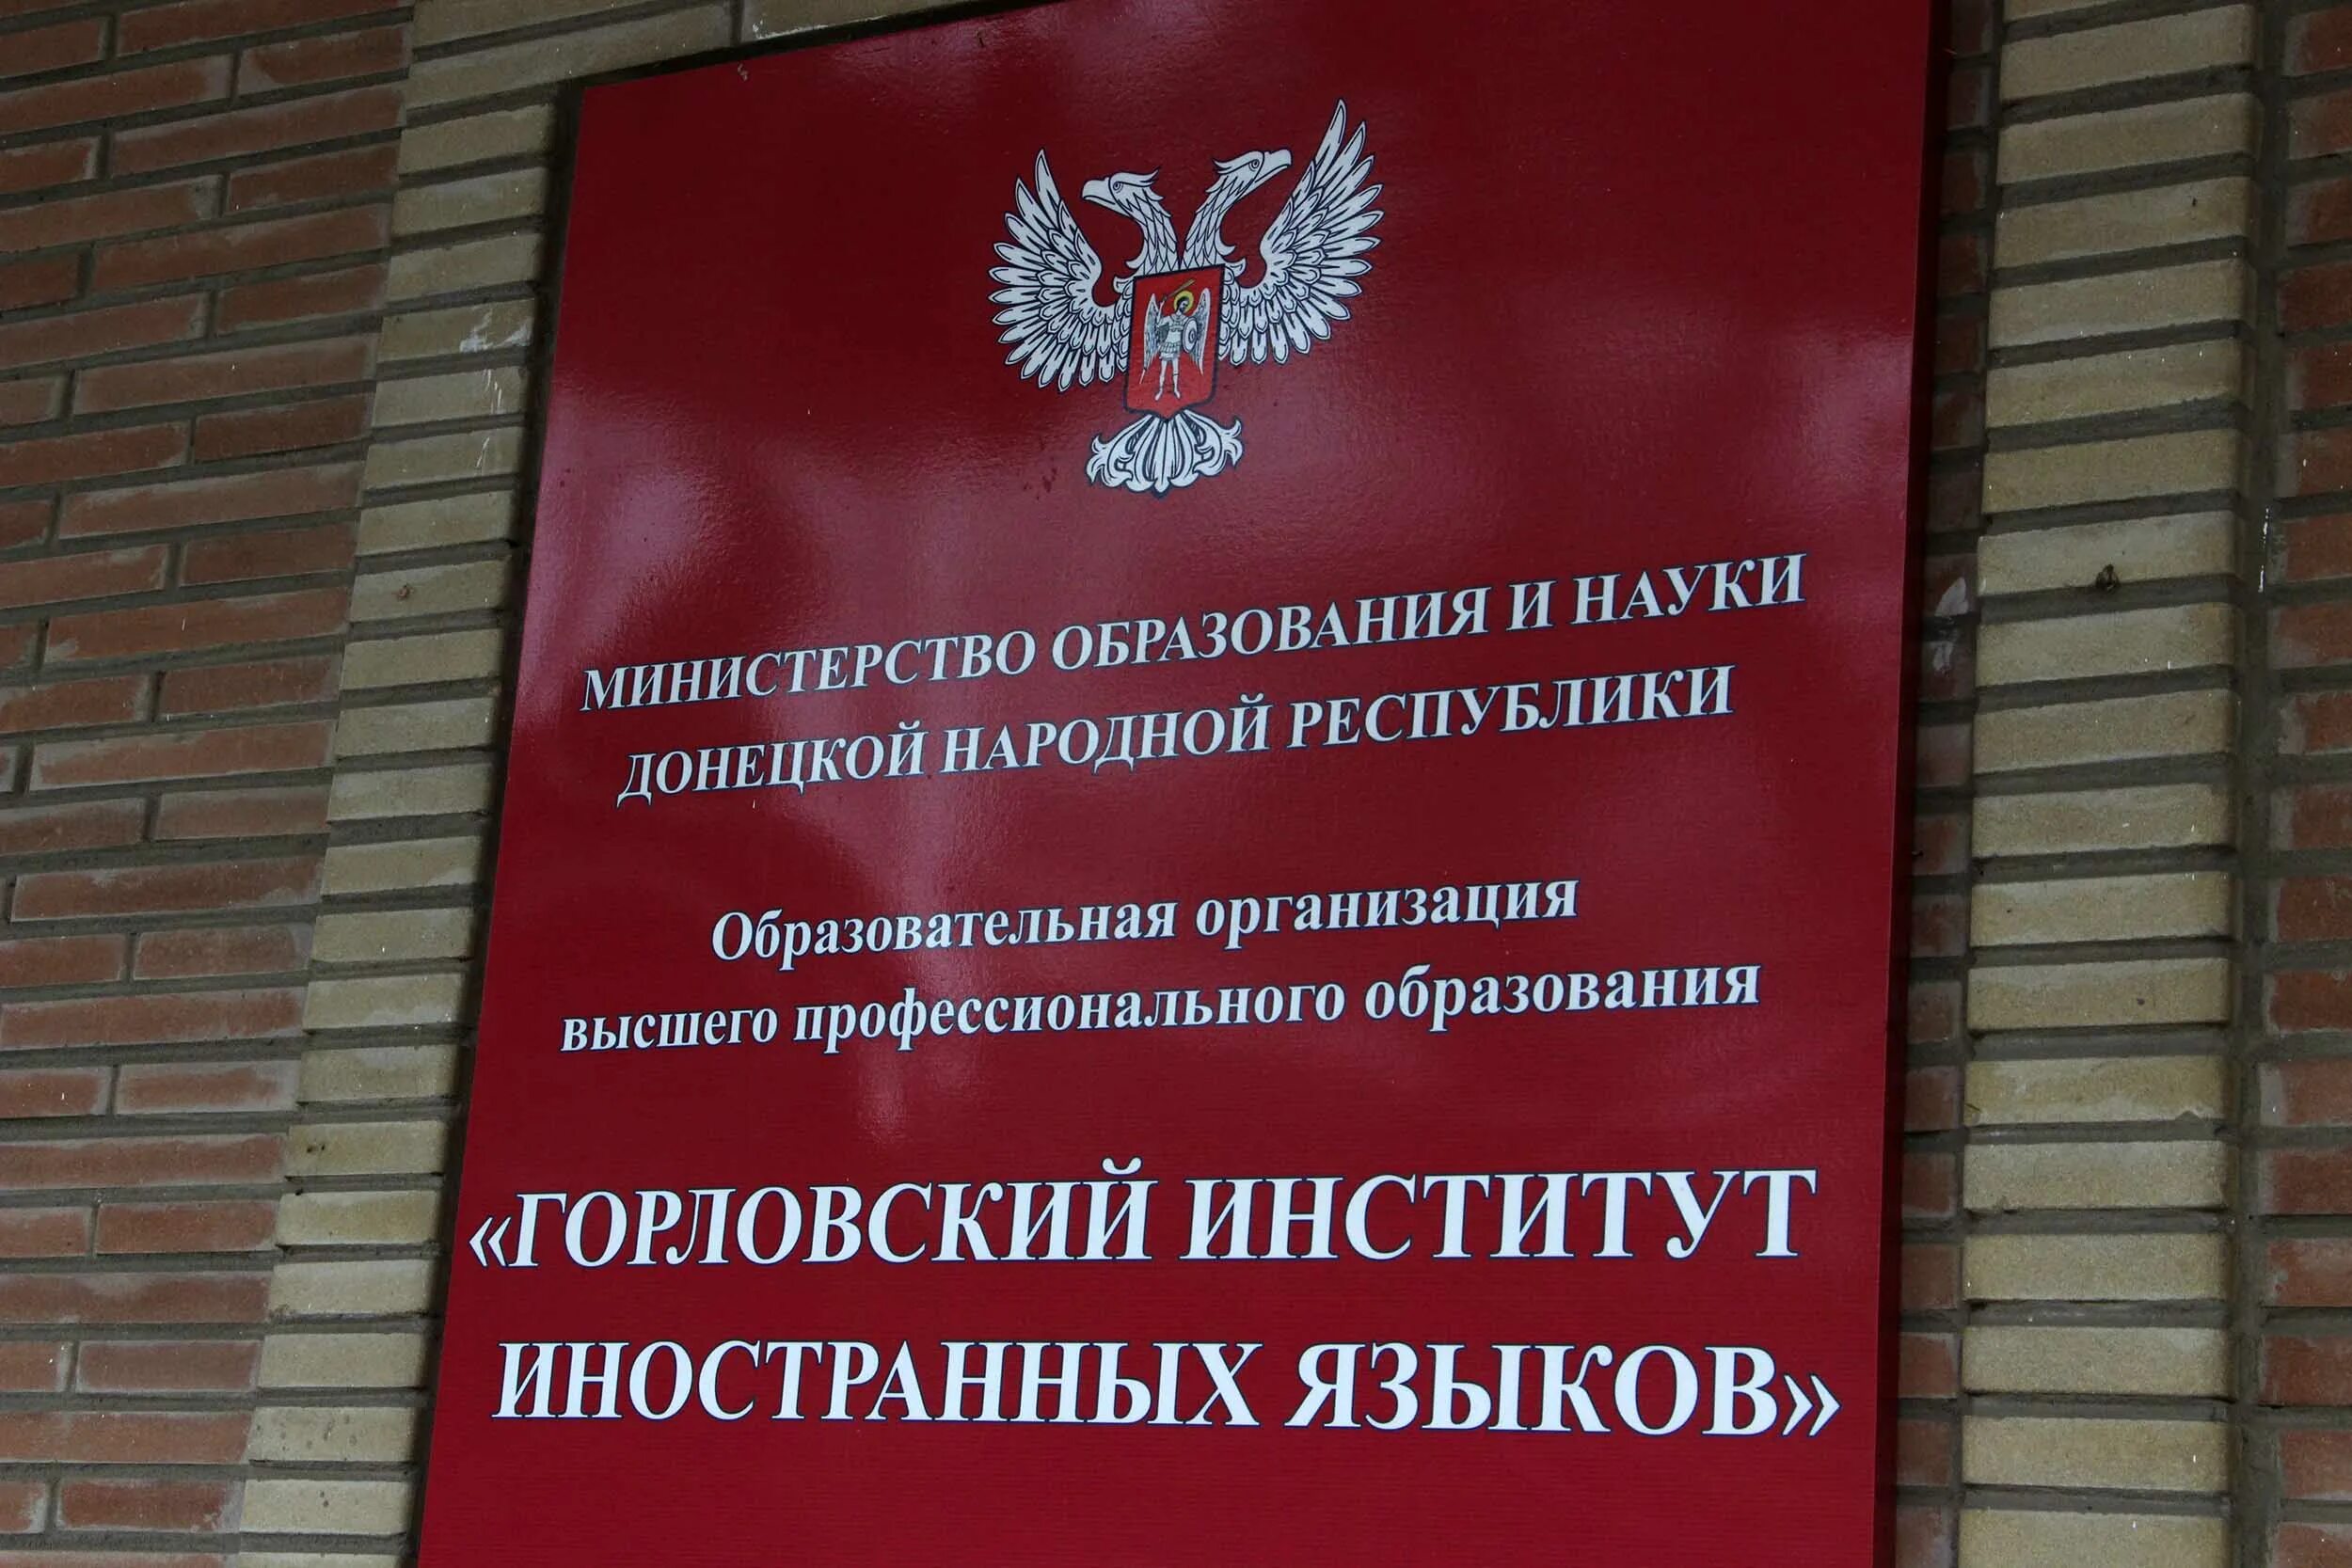 МИНИСТЕРСТВО ОБРАЗОВАНИЯ И НАУКИ
ДОНЕЦКОЙ НАРОДНОЙ РЕСПУБЛИКИ
Образовательная организация
высшего профессионального образования
«ГОРЛОВСКИЙ ИНСТИТУТ
ИНОСТРАННЫХ ЯЗЫКОВ»